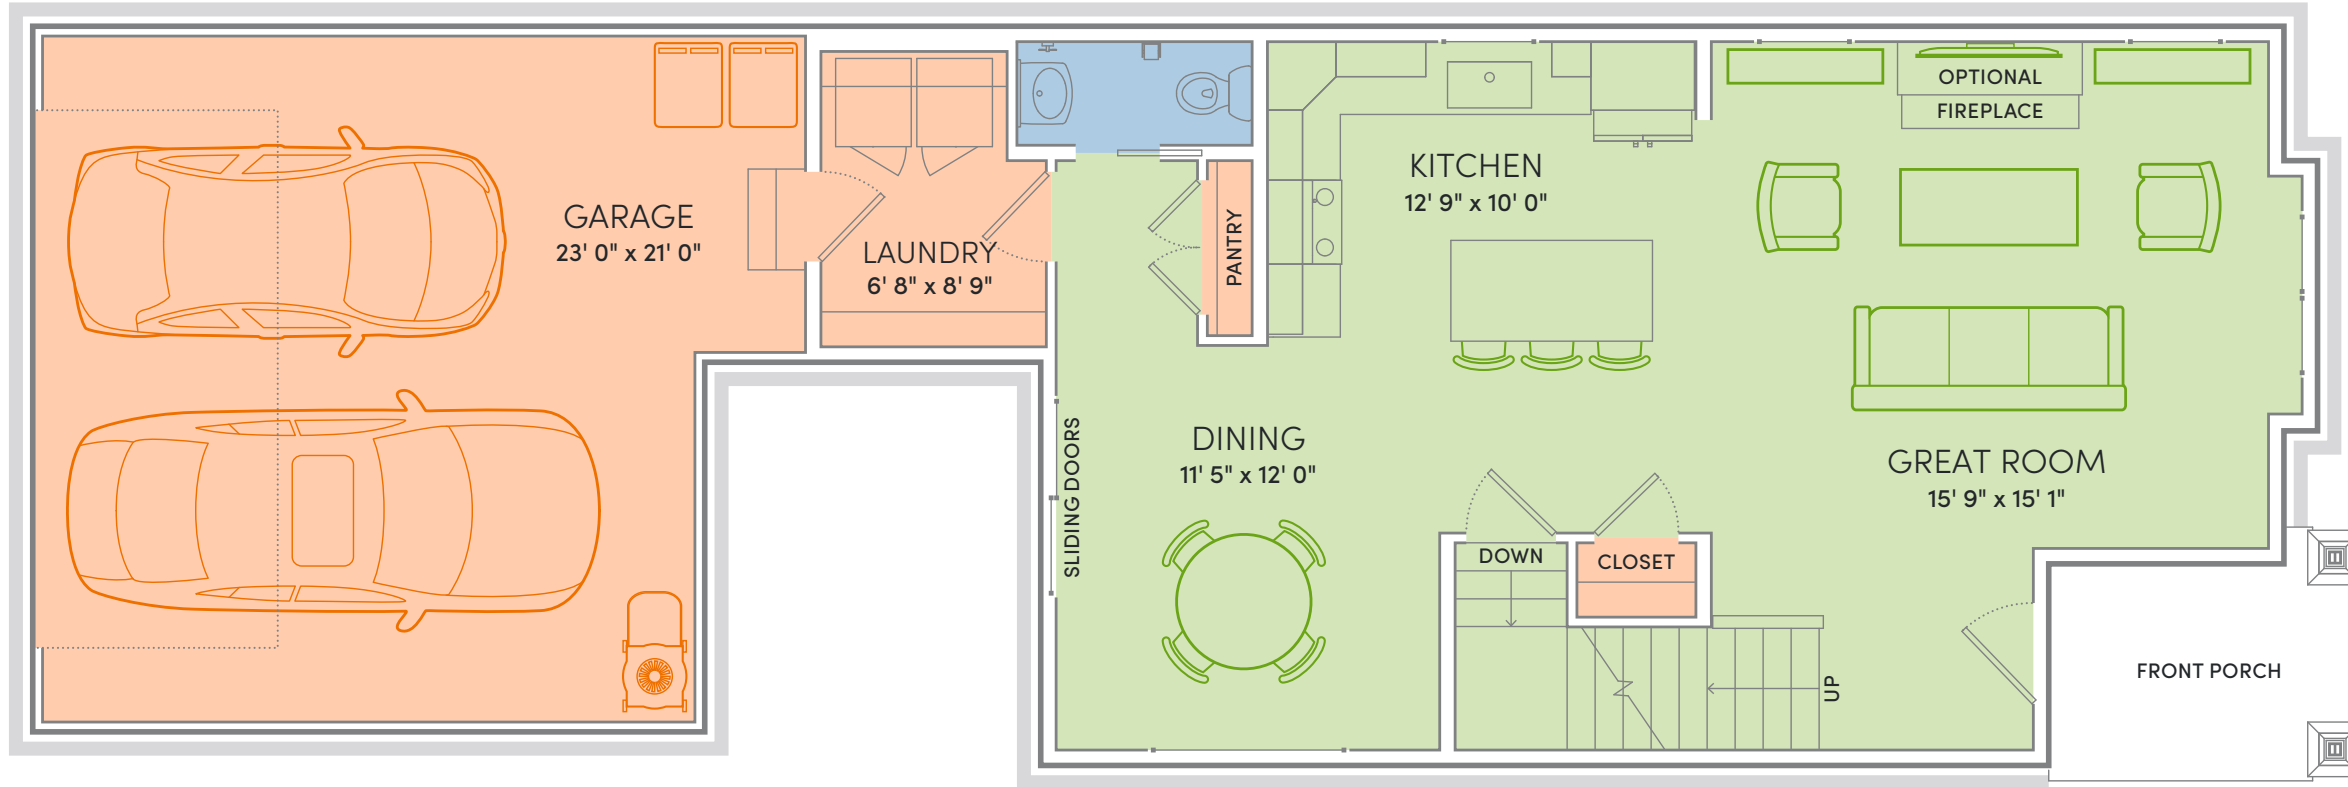 GARAGE
23' 0" x 21' 0"
LAUNDRY
6' 8" x 8' 9"
PANTRY
KITCHEN
12' 9" x 10' 0"
OPTIONAL
FIREPLACE
SLIDING DOORS
DINING
11' 5" x 12' 0"
GREAT ROOM
15' 9" x 15' 1"
DOWN
CLOSET
UP
FRONT PORCH